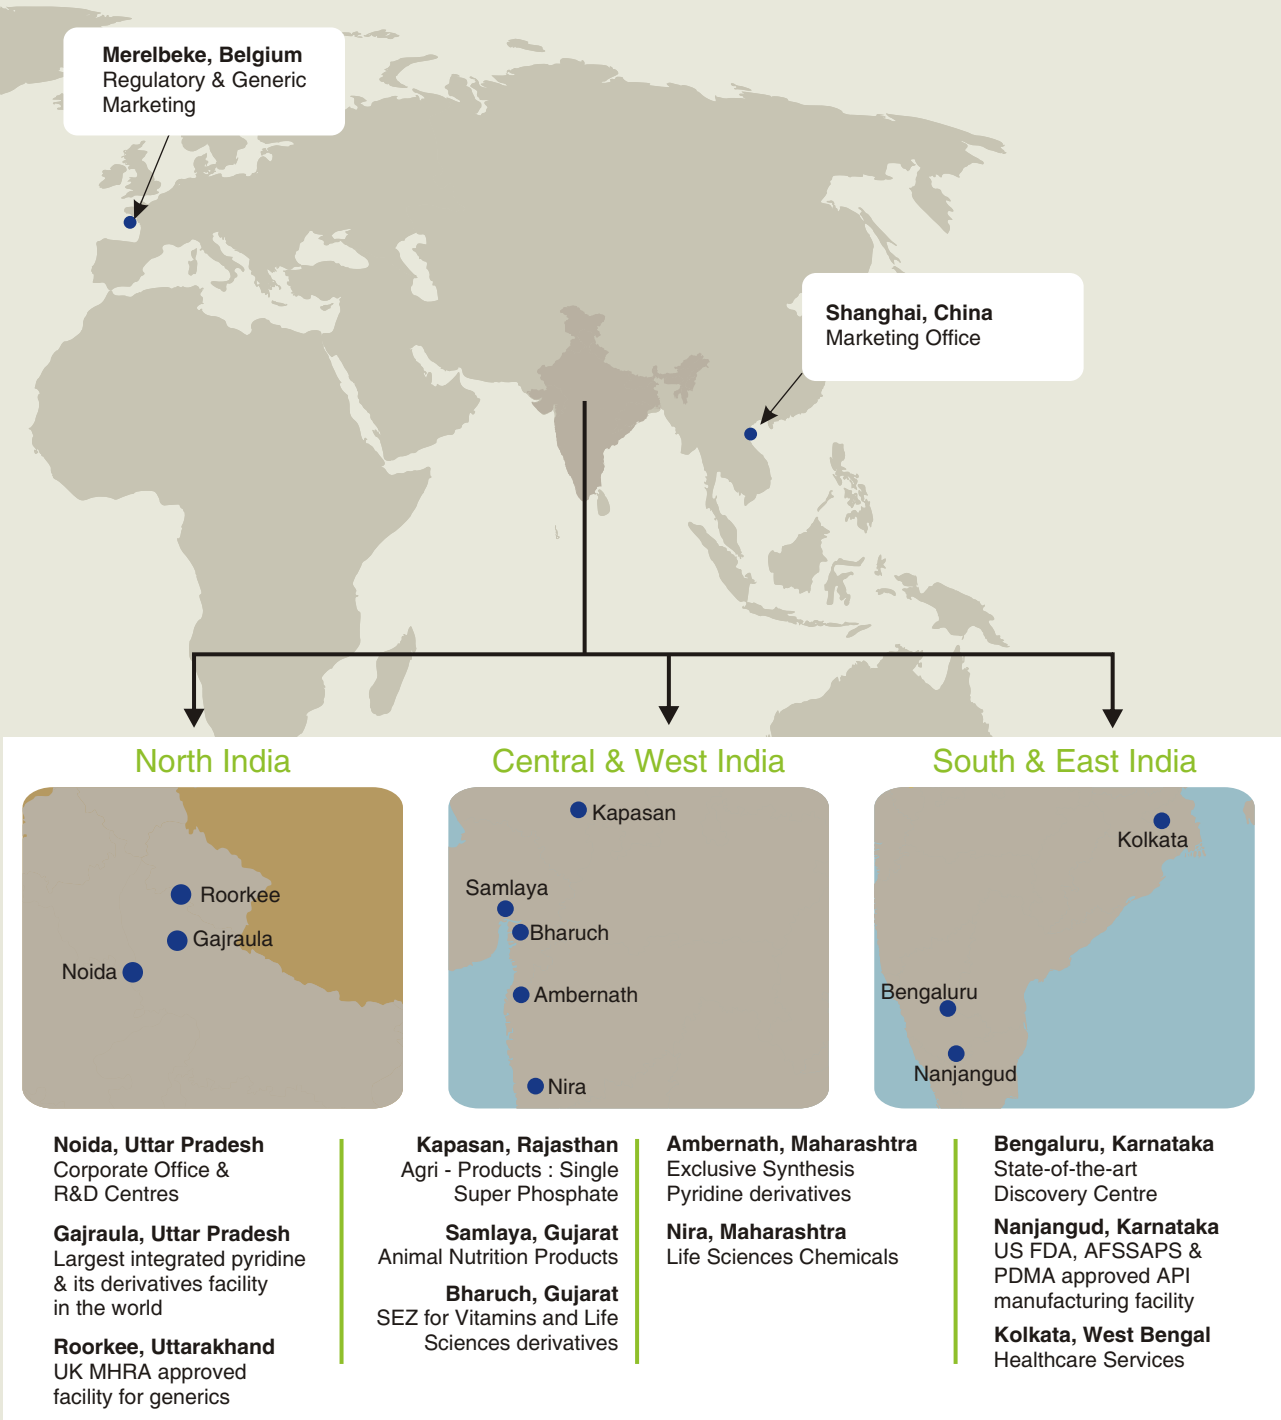 Merelbeke, Belgium
Regulatory & Generic
Marketing
Shanghai, China
Marketing Office
North India
Central & West India
South & East India
Roorkee
Gajraula
Noida
Kapasan
Samlaya
Bharuch
Ambernath
Nira
Kolkata
Bengaluru
Nanjangud
Noida, Uttar Pradesh
Corporate Office &
R&D Centres
Gajraula, Uttar Pradesh
Largest integrated pyridine
& its derivatives facility
in the world
Roorkee, Uttarakhand
UK MHRA approved
facility for generics
Kapasan, Rajasthan
Agri - Products : Single
Super Phosphate
Samlaya, Gujarat
Animal Nutrition Products
Bharuch, Gujarat
SEZ for Vitamins and Life
Sciences derivatives
Ambernath, Maharashtra
Exclusive Synthesis
Pyridine derivatives
Nira, Maharashtra
Life Sciences Chemicals
Bengaluru, Karnataka
State-of-the-art
Discovery Centre
Nanjangud, Karnataka
US FDA, AFSSAPS &
PDMA approved API
manufacturing facility
Kolkata, West Bengal
Healthcare Services